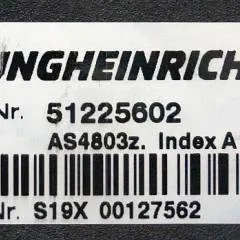 UNGHEINRICH
Nr. 51225602
AS4803z. Index A
Nr. S19X 00127562